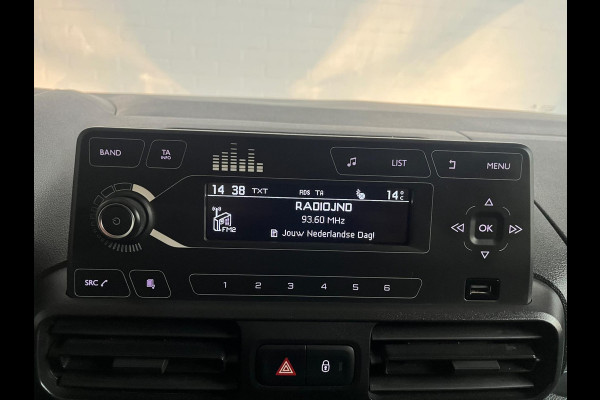 BAND
TA
INFO
LIST
MENU
14 38 TXT RDS TA 14°C
RADIOJND
93.60 MHz
FM2
Jouw Nederlandse Dag!
OK
SRC
1 2 3 4 5 6